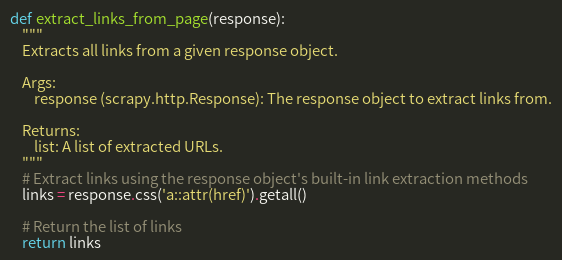 def extract_links_from_page(response):
"""
Extracts all links from a given response object.
Args:
response (scrapy.http.Response): The response object to extract links from.
Returns:
list: A list of extracted URLs.
"""
# Extract links using the response object's built-in link extraction methods
links = response.css('a::attr(href)').getall()
# Return the list of links
return links